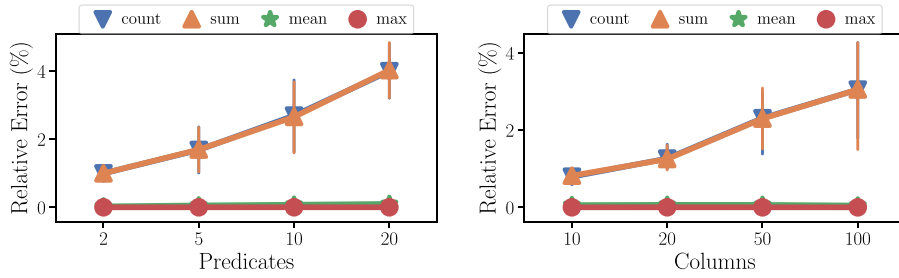 count sum mean max
Relative Error (%)
4
2
0
2 5 10 20
Predicates
count sum mean max
Relative Error (%)
4
2
0
10 20 50 100
Columns